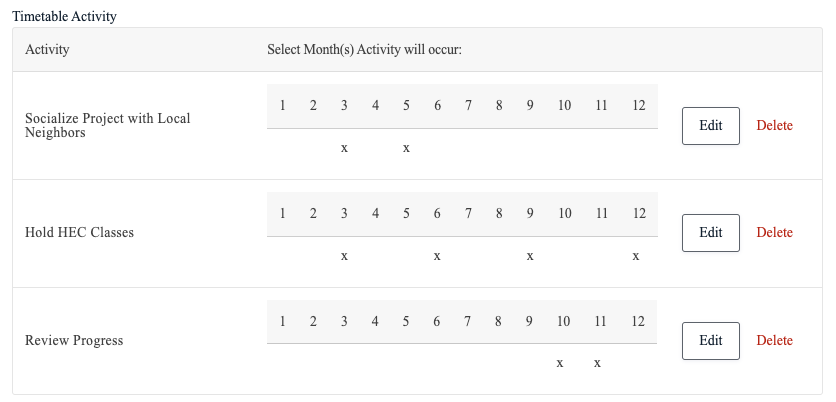 Timetable Activity
Activity Select Month(s) Activity will occur:
1 2 3 4 5 6 7 8 9 10 11 12
Socialize Project with Local
Neighbors
Edit Delete
x x
1 2 3 4 5 6 7 8 9 10 11 12
Hold HEC Classes Edit Delete
x x x x
1 2 3 4 5 6 7 8 9 10 11 12
Review Progress Edit Delete
x x